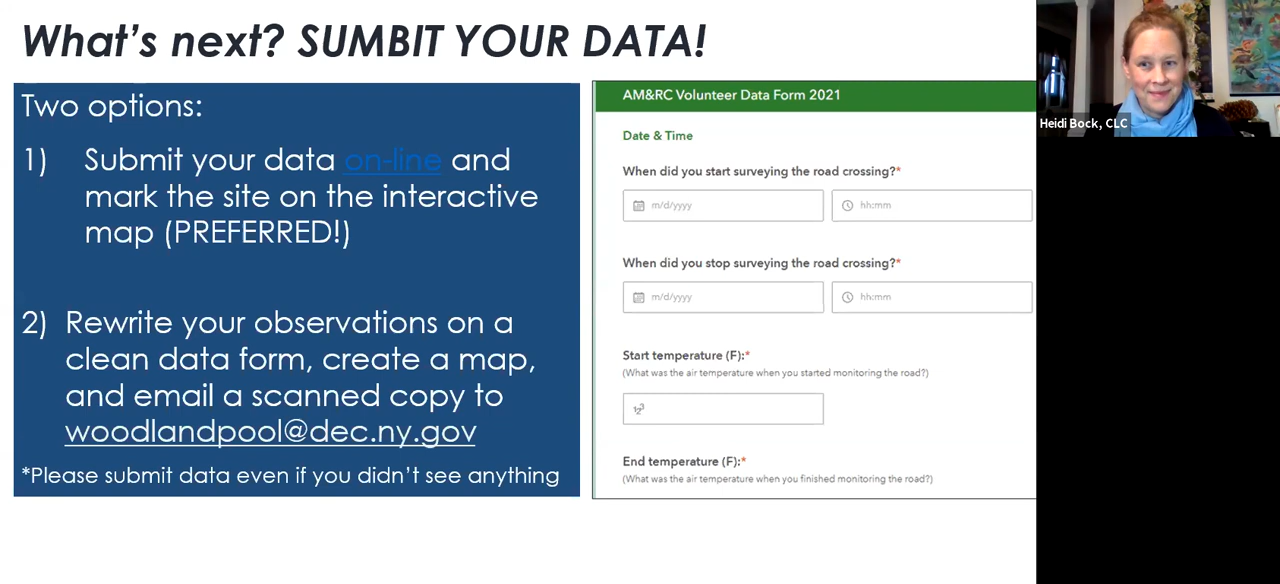 What's next? SUMBIT YOUR DATA!
Two options:
1) Submit your data on-line and
mark the site on the interactive
map (PREFERRED!)
2) Rewrite your observations on a
clean data form, create a map,
and email a scanned copy to
woodlandpool@dec.ny.gov
*Please submit data even if you didn't see anything
AM&RC Volunteer Data Form 2021
Date & Time
When did you start surveying the road crossing?*
m/d/yyyy hh:mm
When did you stop surveying the road crossing?*
m/d/yyyy hh:mm
Start temperature (F):*
(What was the air temperature when you started monitoring the road?)
123
End temperature (F):*
(What was the air temperature when you finished monitoring the road?)
Heidi Bock, CLC